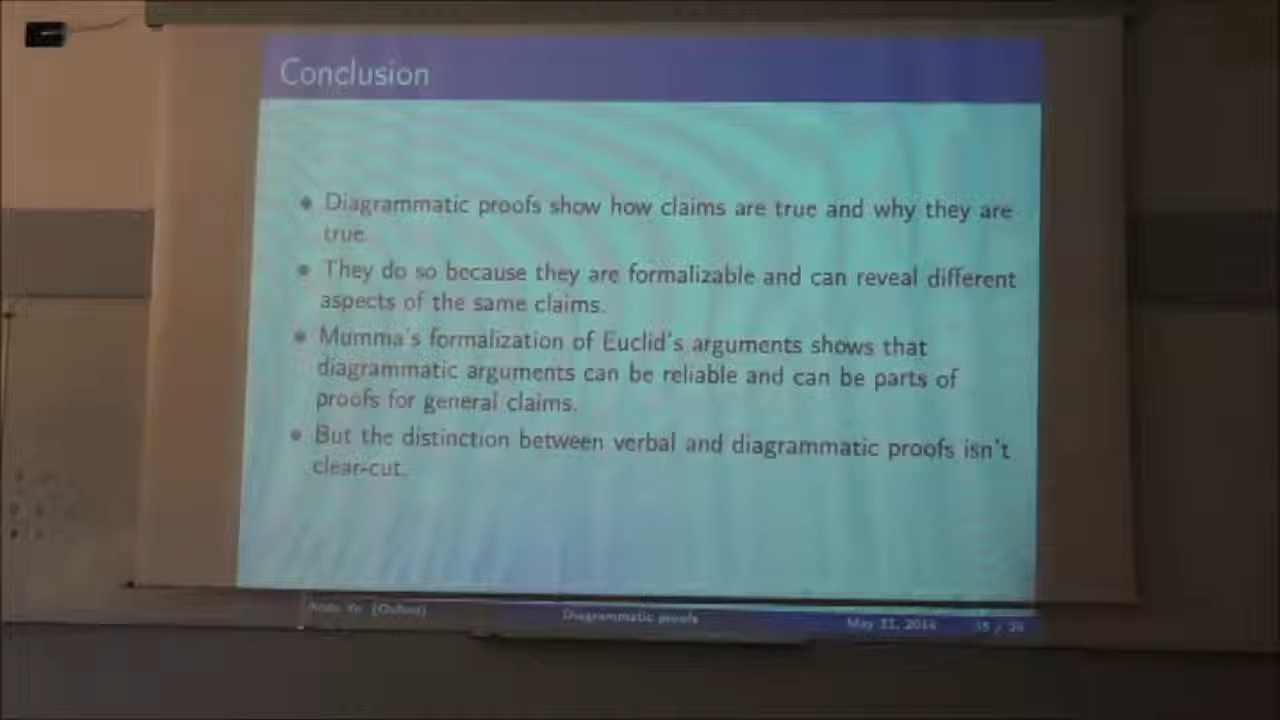 Conclusion
Diagrammatic proofs show how claims are true and why they are
true.
They do so because they are formalizable and can reveal different
aspects of the same claims.
Mumma's formalization of Euclid's arguments shows that
diagrammatic arguments can be reliable and can be parts of
proofs for general claims.
But the distinction between verbal and diagrammatic proofs isn't
clear-cut.
(Oxford)
Diagrammatic proofs
May 11, 2014